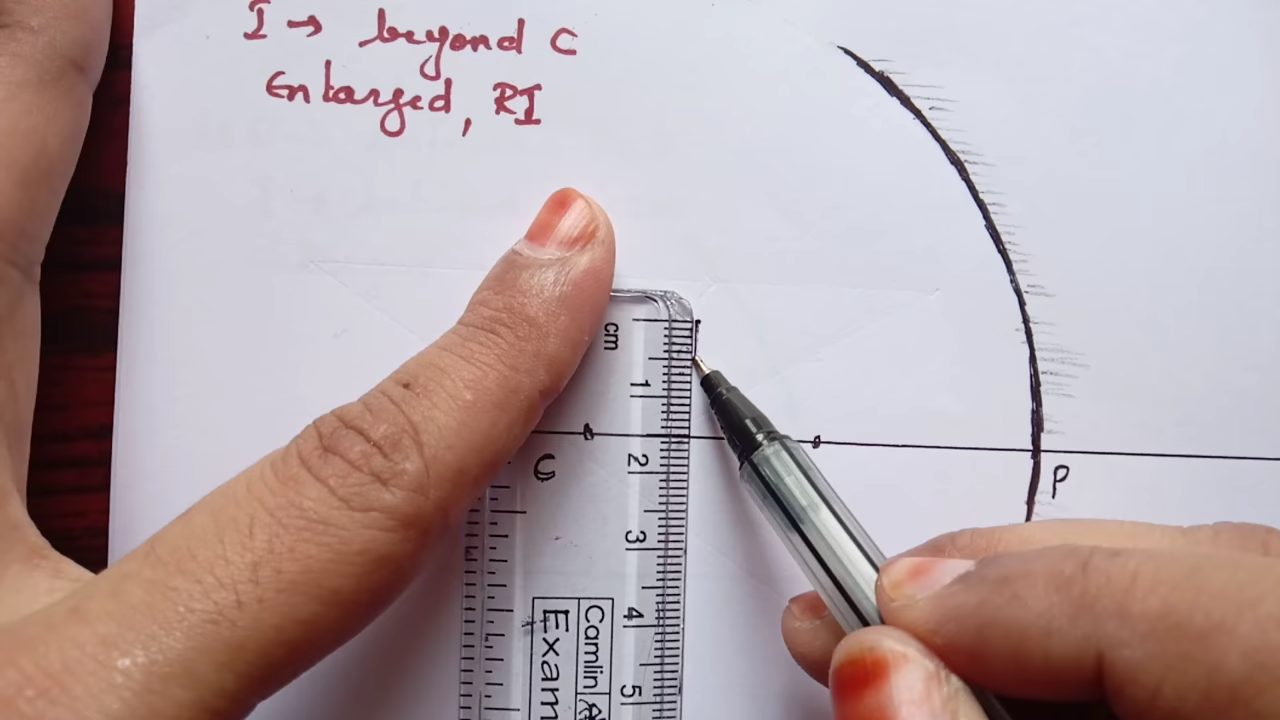 I → beyond C
Enlarged, RI
cm
1
C
2
P
3
4
5
Camlin
Exam